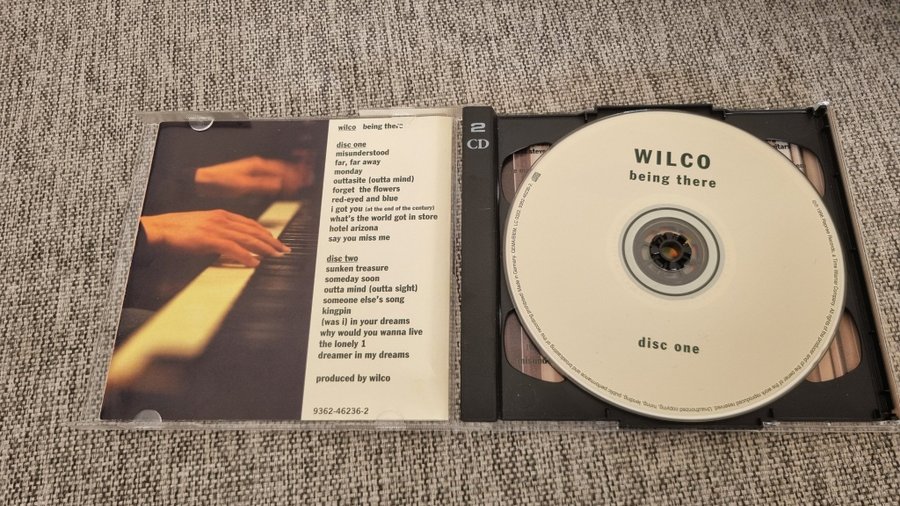 wilco being there
disc one
misunderstood
far, far away
monday
outtasite (outta mind)
forget the flowers
red-eyed and blue
i got you (at the end of the century)
what's the world got in store
hotel arizona
say you miss me
disc two
sunken treasure
someday soon
outta mind (outta sight)
someone else's song
kingpin
(was i) in your dreams
why would you wanna live
the lonely 1
dreamer in my dreams
produced by wilco
9362-46236-2
2
CD
WILCO
being there
disc one